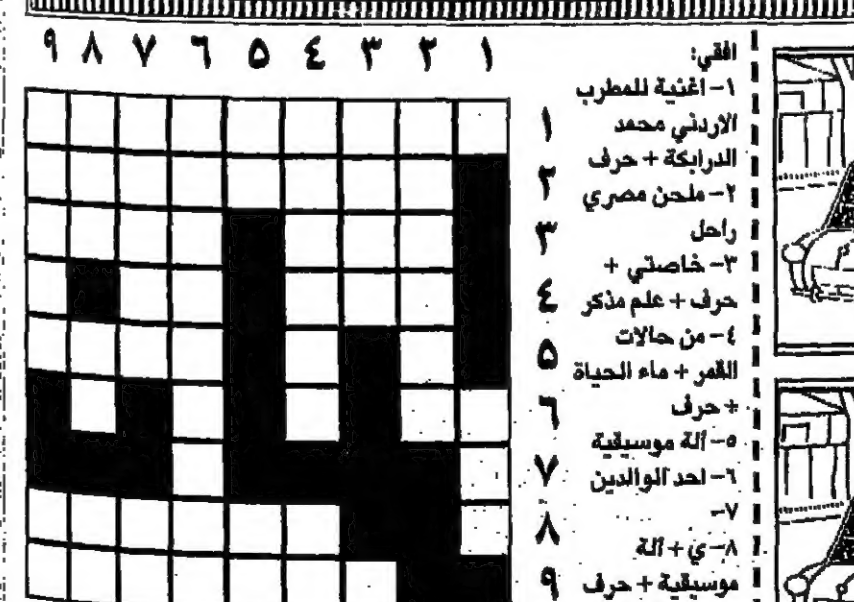 ٩ ٨ ٧ ٦ ٥ ٤ ٣ ٢ ١
١
٢
٣
٤
٥
٦
٧
٨
٩
افقي:
١- اغنية للمطرب
الاردني محمد
الدرابكة + حرف
٢- ملحن مصري
راحل
٣- خاصتي +
حرف + علم مذكر
٤- من حالات
القمر + ماء الحياة
+ حرف
٥- آلة موسيقية
٦- احد الوالدين
٧-
٨- ي + آلة
موسيقية + حرف